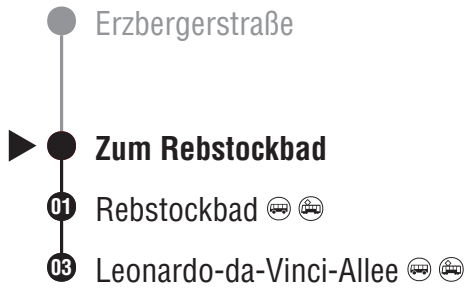 Erzbergerstraße
Zum Rebstockbad
01 Rebstockbad
03 Leonardo-da-Vinci-Allee